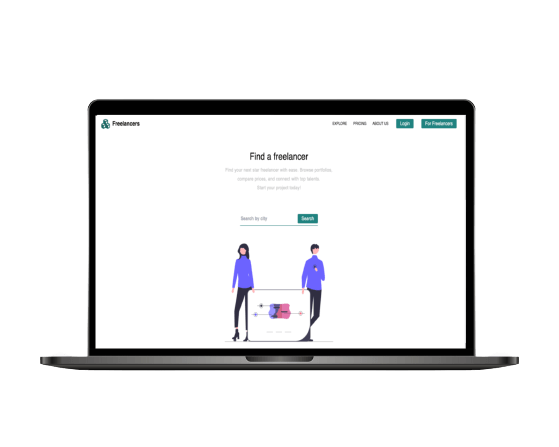 Freelancers
EXPLORE PRICING ABOUT US Login For Freelancers
Find a freelancer
Find your next star freelancer with ease. Browse portfolios,
compare prices, and connect with top talents.
Start your project today!
Search by city Search